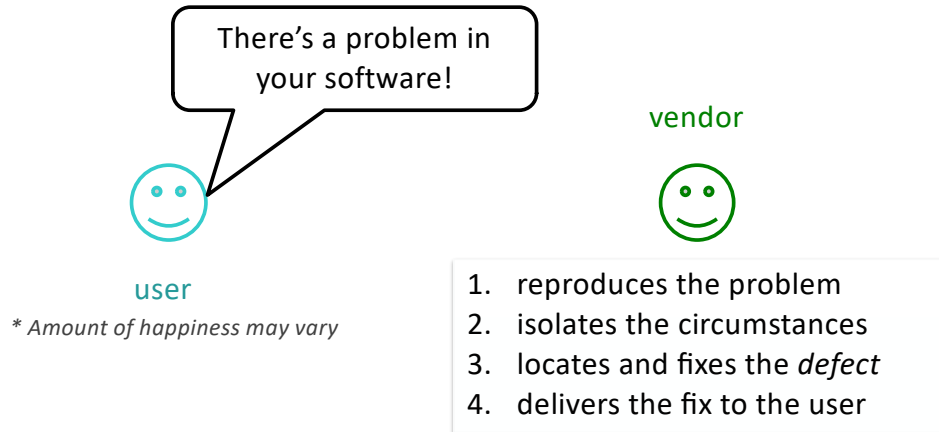 There’s a problem in
your software!
vendor
user
* Amount of happiness may vary
1. reproduces the problem
2. isolates the circumstances
3. locates and fixes the defect
4. delivers the fix to the user